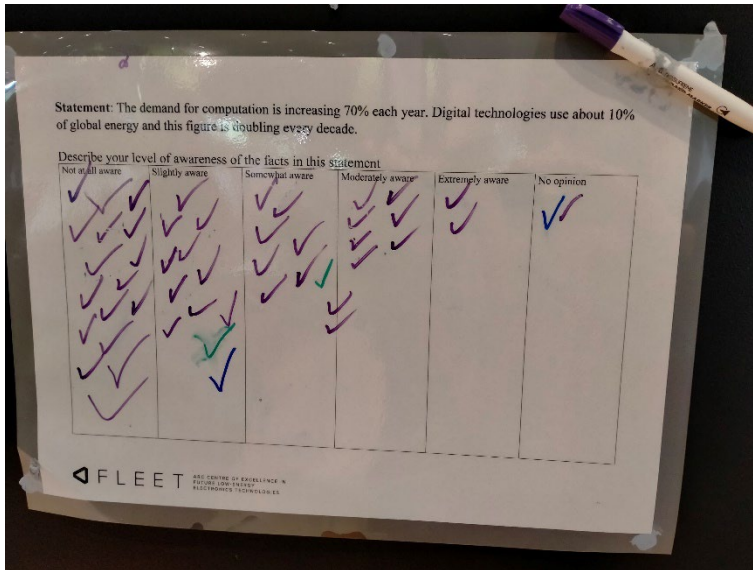 Statement: The demand for computation is increasing 70% each year. Digital technologies use about 10%
of global energy and this figure is doubling every decade.
Describe your level of awareness of the facts in this statement
Not at all aware Slightly aware Somewhat aware Moderately aware Extremely aware No opinion
FLEET
ARC CENTRE OF EXCELLENCE IN
FUTURE LOW-ENERGY
ELECTRONICS TECHNOLOGIES